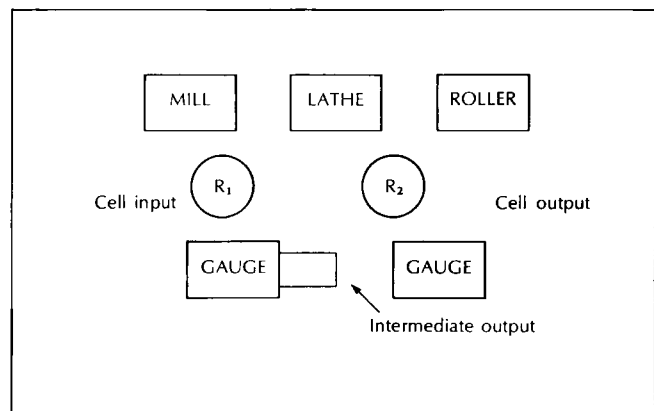 MILL
LATHE
ROLLER
R₁
R₂
Cell input
Cell output
GAUGE
GAUGE
Intermediate output